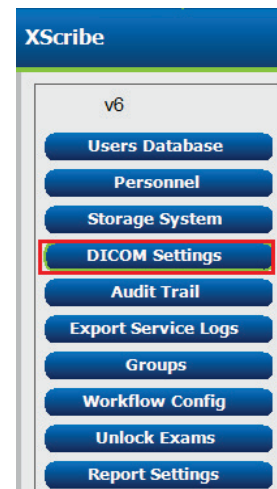 XScribe
v6
Users Database
Personnel
Storage System
DICOM Settings
Audit Trail
Export Service Logs
Groups
Workflow Config
Unlock Exams
Report Settings